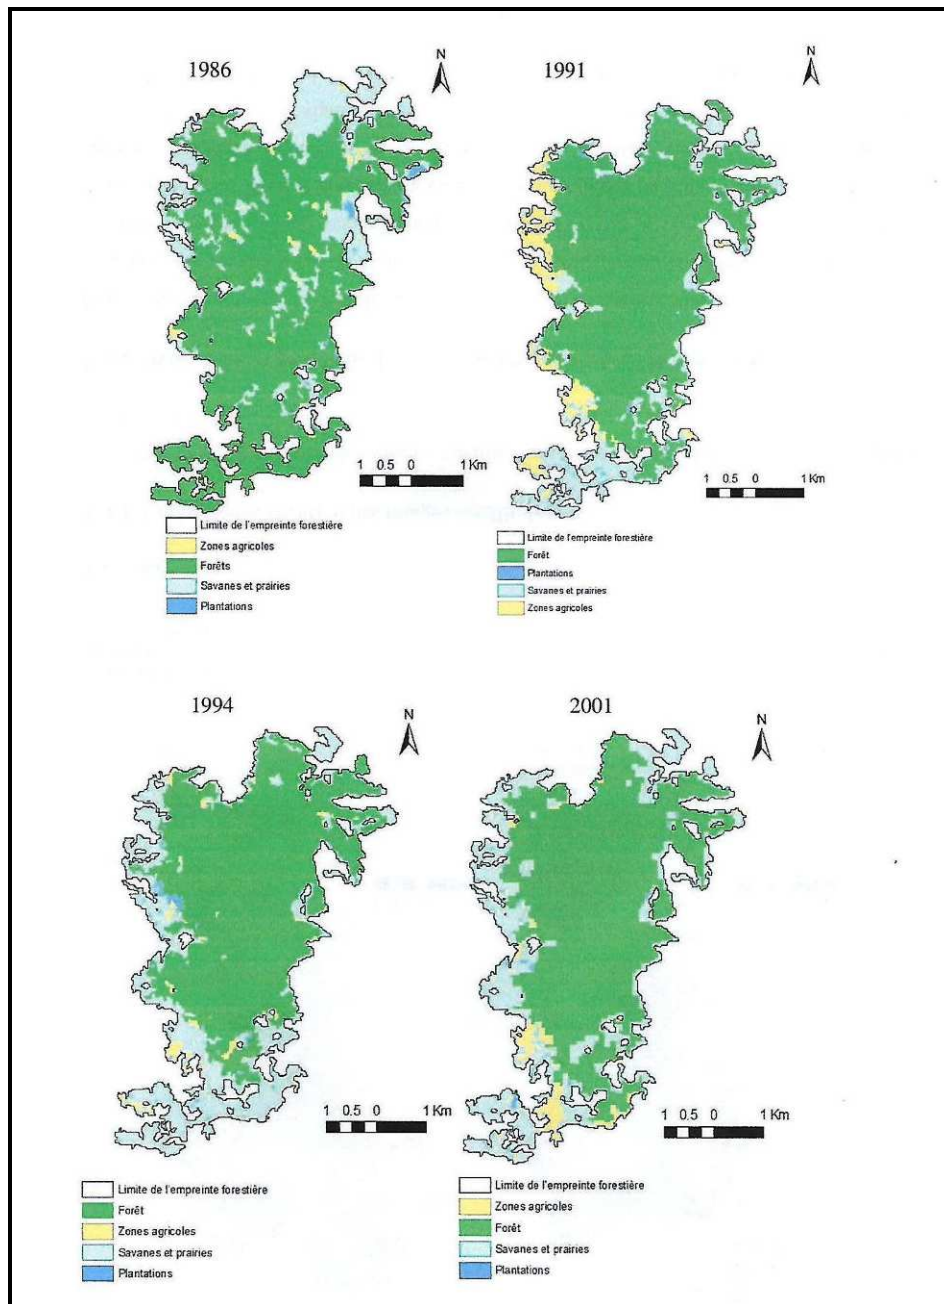 1986
N
1 0.5 0 1 Km
Limite de l'empreinte forestière
Zones agricoles
Forêts
Savanes et prairies
Plantations
1991
N
1 0.5 0 1 Km
Limite de l'empreinte forestière
Forêt
Plantations
Savanes et prairies
Zones agricoles
1994
N
1 0.5 0 1 Km
Limite de l'empreinte forestière
Forêt
Zones agricoles
Savanes et prairies
Plantations
2001
N
1 0.5 0 1 Km
Limite de l'empreinte forestière
Zones agricoles
Forêt
Savanes et prairies
Plantations